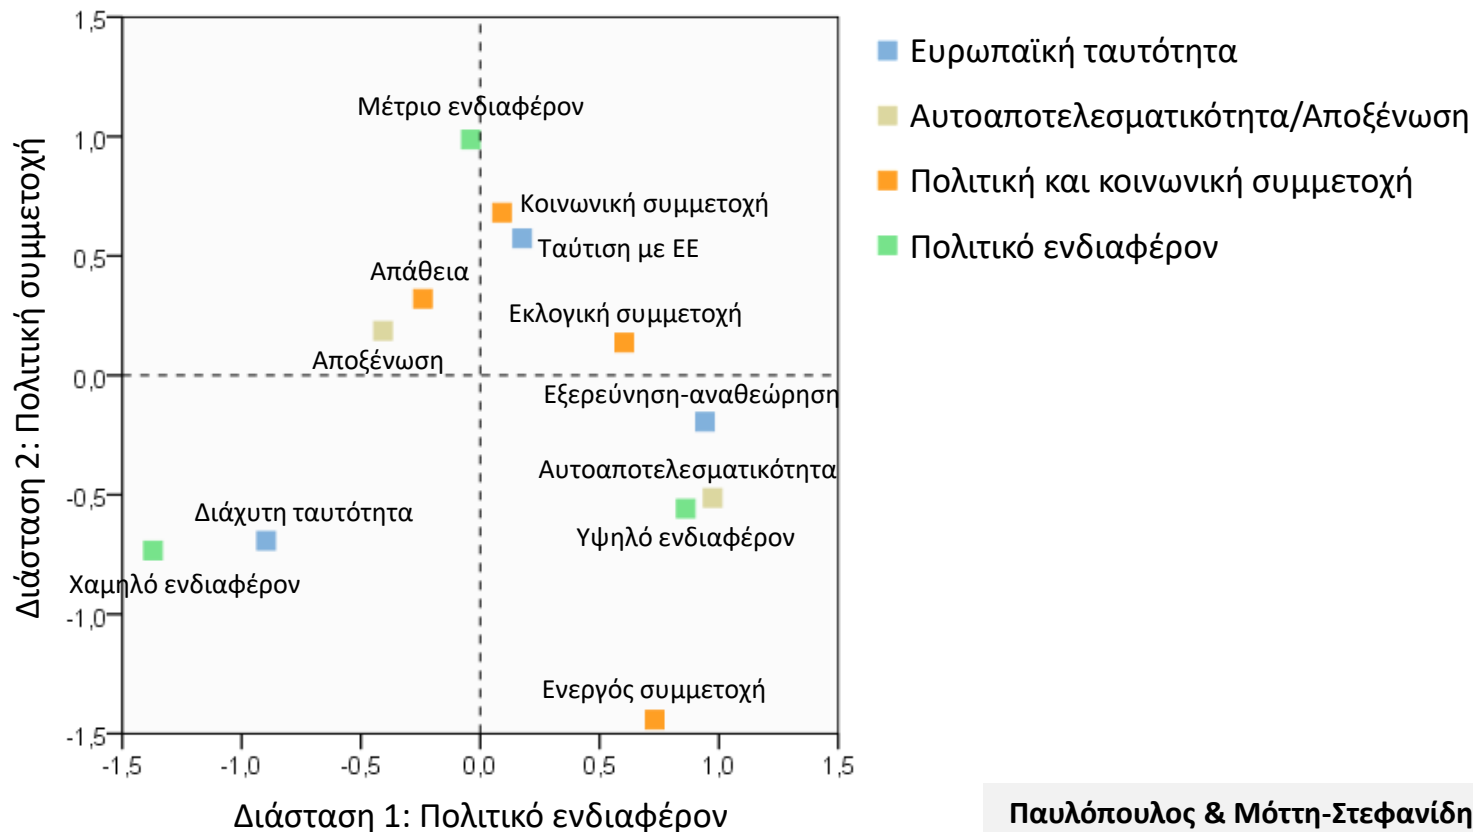 1,5
1,0
0,5
0,0
-0,5
-1,0
-1,5
-1,5
-1,0
-0,5
0,0
0,5
1,0
1,5
Διάσταση 2: Πολιτική συμμετοχή
Διάσταση 1: Πολιτικό ενδιαφέρον
Μέτριο ενδιαφέρον
Κοινωνική συμμετοχή
Ταύτιση με ΕΕ
Απάθεια
Εκλογική συμμετοχή
Αποξένωση
Εξερεύνηση-αναθεώρηση
Αυτοαποτελεσματικότητα
Διάχυτη ταυτότητα
Υψηλό ενδιαφέρον
Χαμηλό ενδιαφέρον
Ενεργός συμμετοχή
Ευρωπαϊκή ταυτότητα
Αυτοαποτελεσματικότητα/Αποξένωση
Πολιτική και κοινωνική συμμετοχή
Πολιτικό ενδιαφέρον
Παυλόπουλος & Μόττη-Στεφανίδη